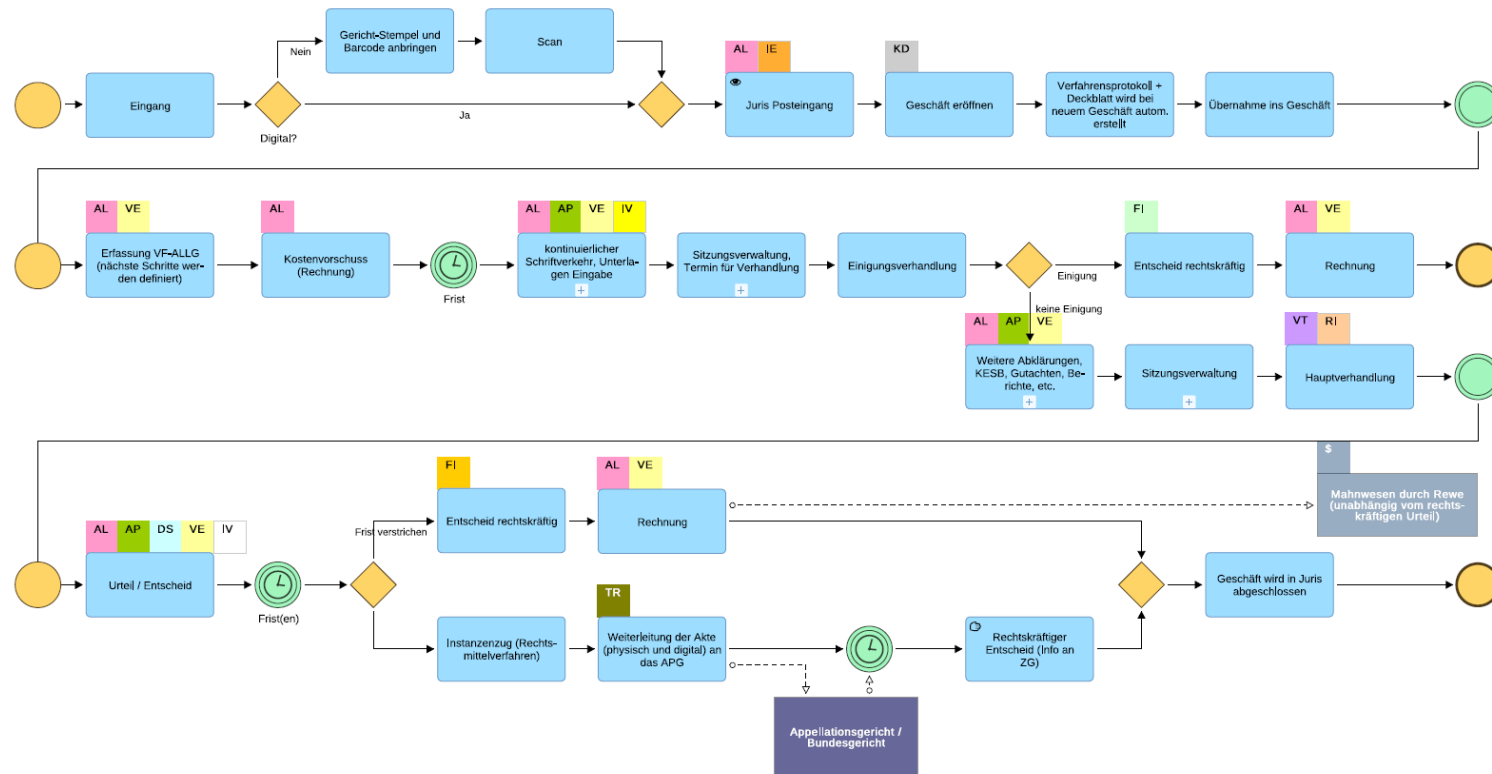 Gericht-Stempel und
Barcode anbringen
Scan
Nein
AL IE
KD
Eingang
Juris Posteingang
Geschäft eröffnen
Verfahrensprotokoll +
Deckblatt wird bei
neuem Geschäft autom.
erstellt
Übernahme ins Geschäft
Ja
Digital?
AL VE
AL
AL AP VE IV
FI
AL VE
Erfassung VF-ALLG
(nächste Schritte wer-
den definiert)
Kostenvorschuss
(Rechnung)
Frist
kontinuierlicher
Schriftverkehr, Unterla-
gen Eingabe
Sitzungsverwaltung,
Termin für Verhandlung
Einigungsverhandlung
Einigung
Entscheid rechtskräftig
Rechnung
keine Einigung
AL AP VE
VT RI
Weitere Abklärungen,
KESB, Gutachten, Be-
richte, etc.
Sitzungsverwaltung
Hauptverhandlung
$
Mahnwesen durch Rewe
(unabhängig vom rechts-
kräftigen Urteil)
FI
AL VE
Entscheid rechtskräftig
Rechnung
Frist verstrichen
AL AP DS VE IV
Urteil / Entscheid
Frist(en)
Geschäft wird in Juris
abgeschlossen
TR
Instanzenzug (Rechts-
mittelverfahren)
Weiterleitung der Akte
(physisch und digital) an
das APG
Rechtskräftiger
Entscheid (Info an
ZG)
Appellationsgericht /
Bundesgericht